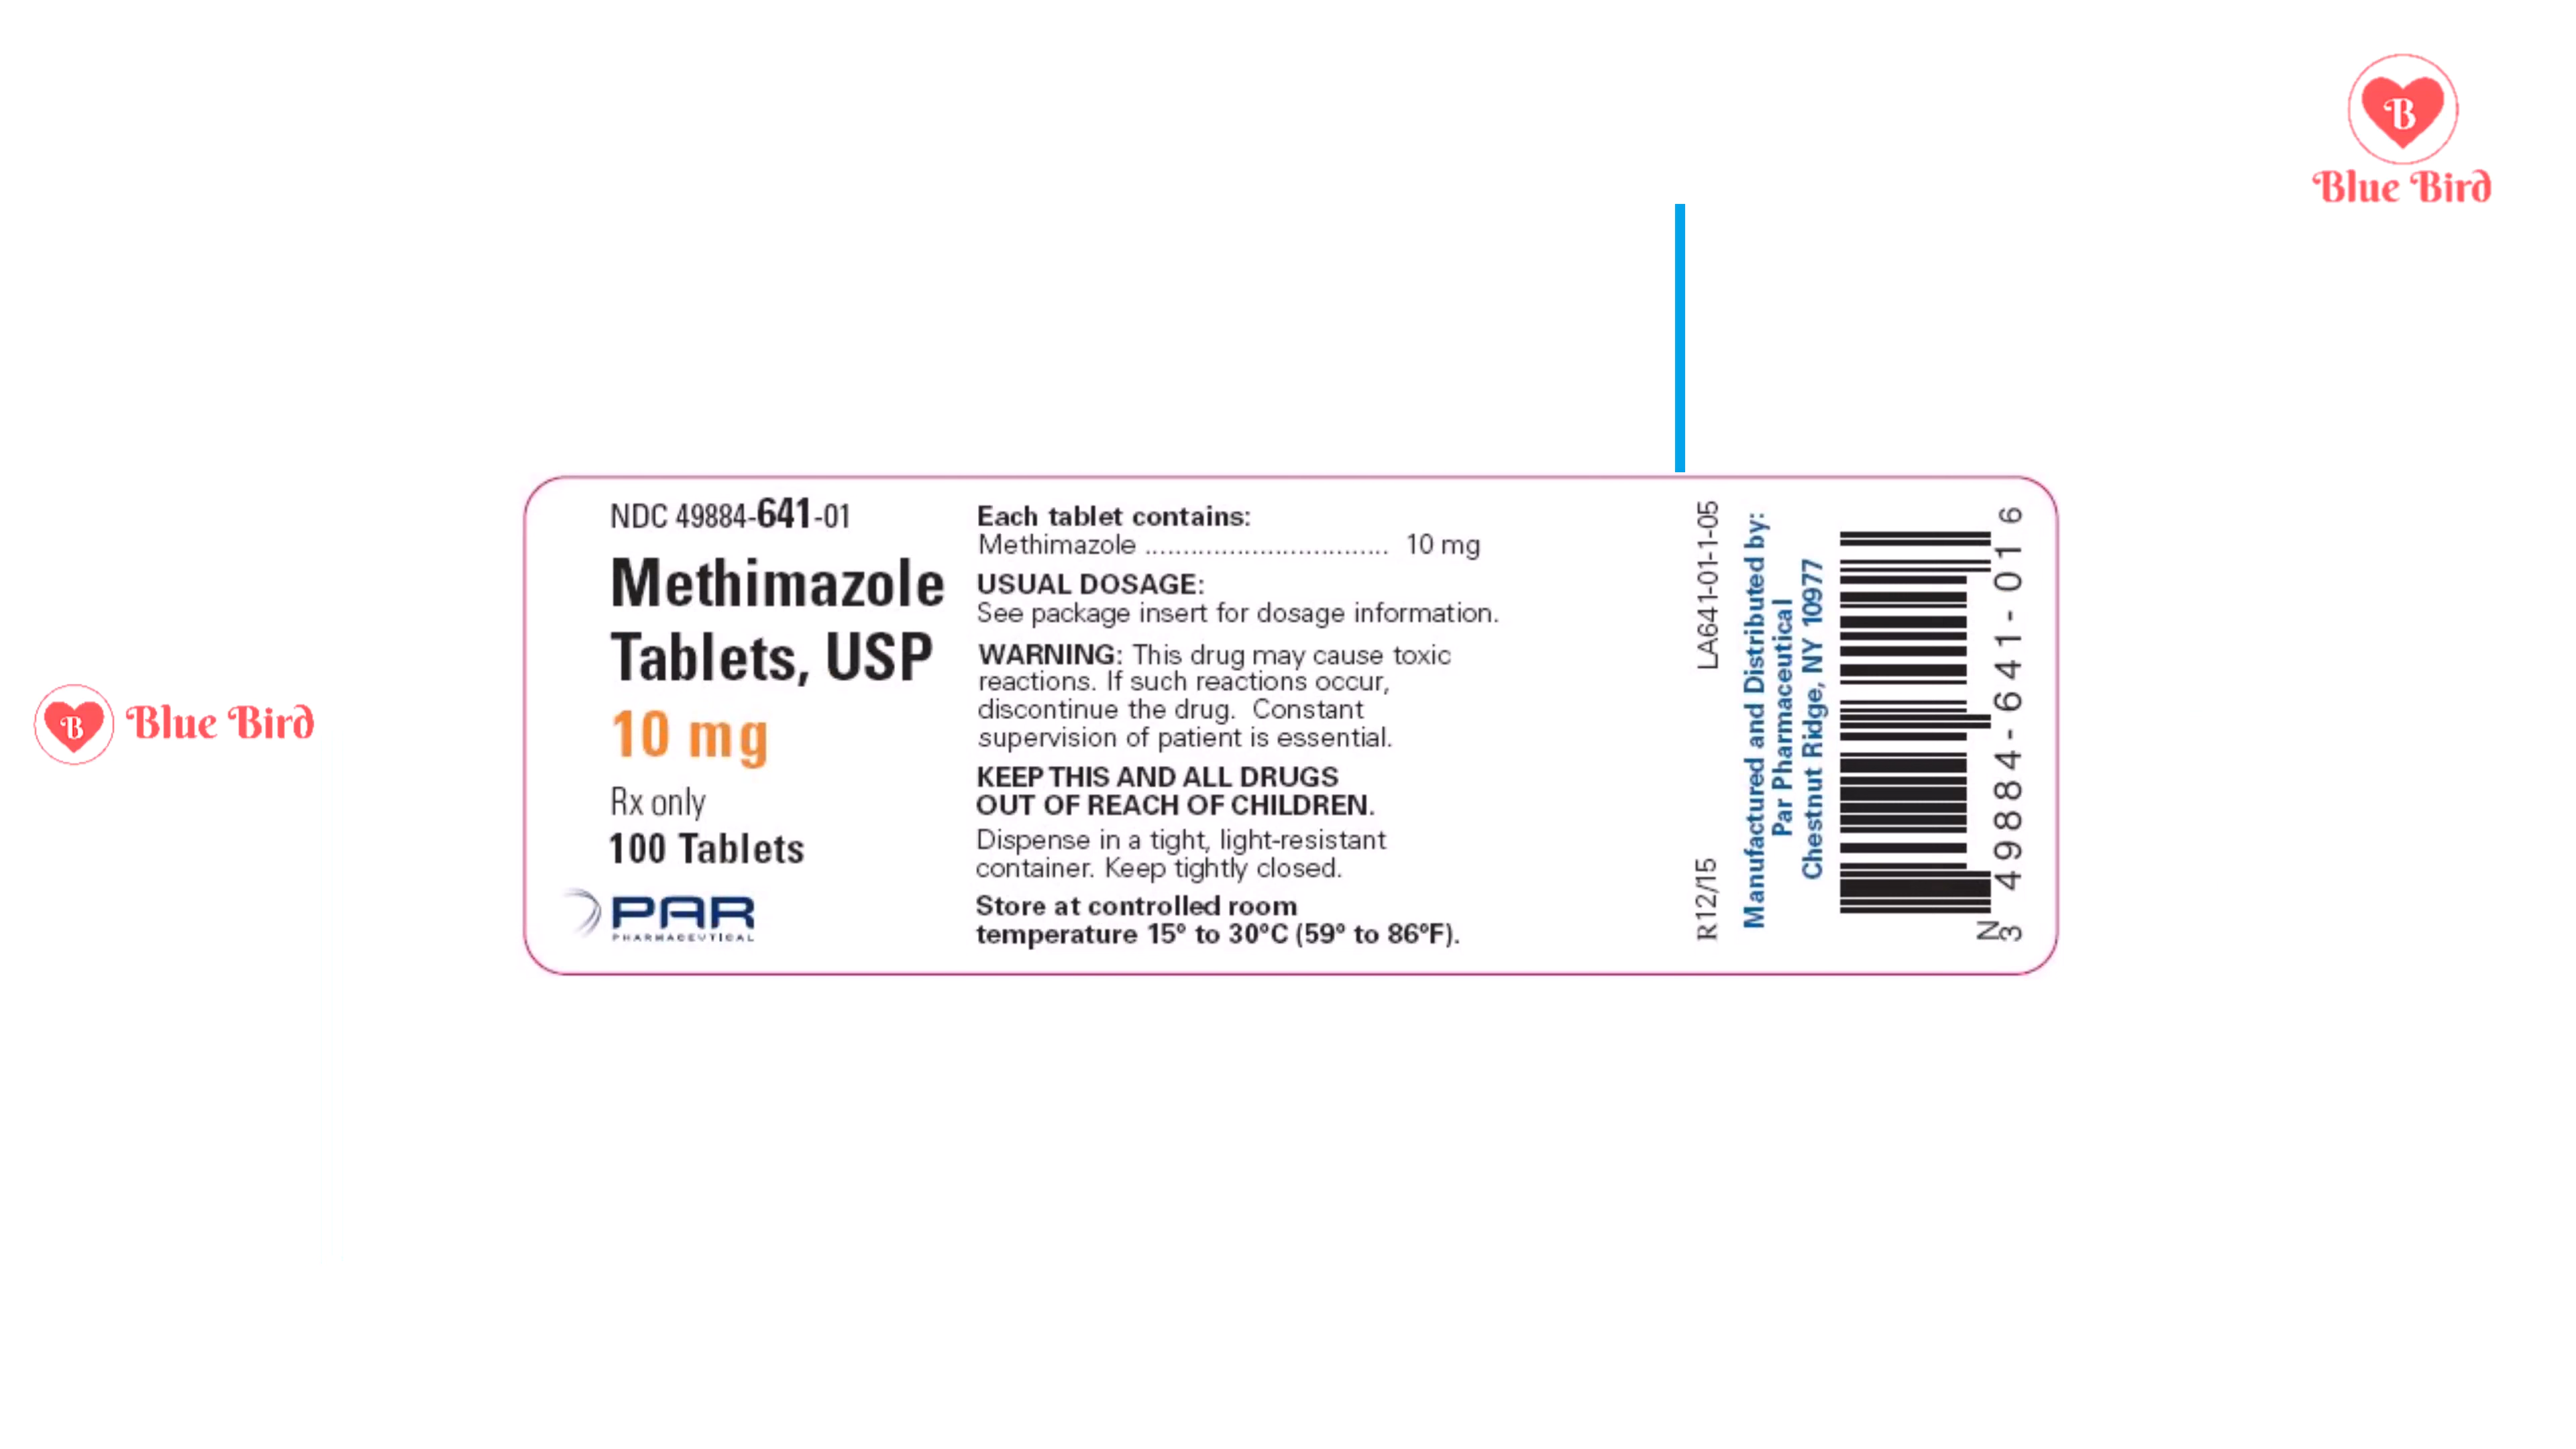 B
Blue Bird
B Blue Bird
NDC 49884-641-01
Methimazole
Tablets, USP
10 mg
Rx only
100 Tablets
PAR
PHARMACEUTICAL
Each tablet contains:
Methimazole ................................ 10 mg
USUAL DOSAGE:
See package insert for dosage information.
WARNING: This drug may cause toxic
reactions. If such reactions occur,
discontinue the drug. Constant
supervision of patient is essential.
KEEP THIS AND ALL DRUGS
OUT OF REACH OF CHILDREN.
Dispense in a tight, light-resistant
container. Keep tightly closed.
Store at controlled room
temperature 15º to 30ºC (59º to 86ºF).
R12/15 LA641-01-1-05
Manufactured and Distributed by:
Par Pharmaceutical
Chestnut Ridge, NY 10977
N
3 49884-641-01 6